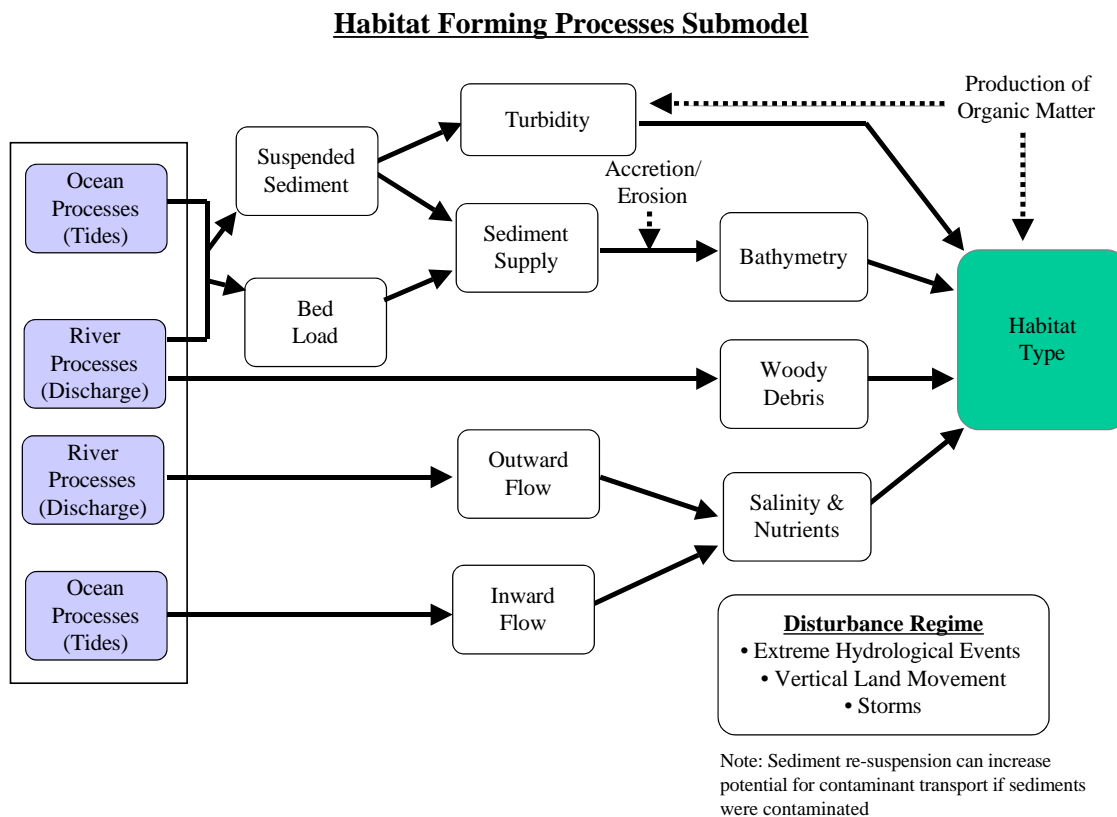 Habitat Forming Processes Submodel
Production of
Organic Matter
Turbidity
Suspended
Sediment
Accretion/
Erosion
Ocean
Processes
(Tides)
Sediment
Supply
Bathymetry
Bed
Load
Habitat
Type
River
Processes
(Discharge)
Woody
Debris
River
Processes
(Discharge)
Outward
Flow
Salinity &
Nutrients
Ocean
Processes
(Tides)
Inward
Flow
Disturbance Regime
• Extreme Hydrological Events
• Vertical Land Movement
• Storms
Note: Sediment re-suspension can increase
potential for contaminant transport if sediments
were contaminated